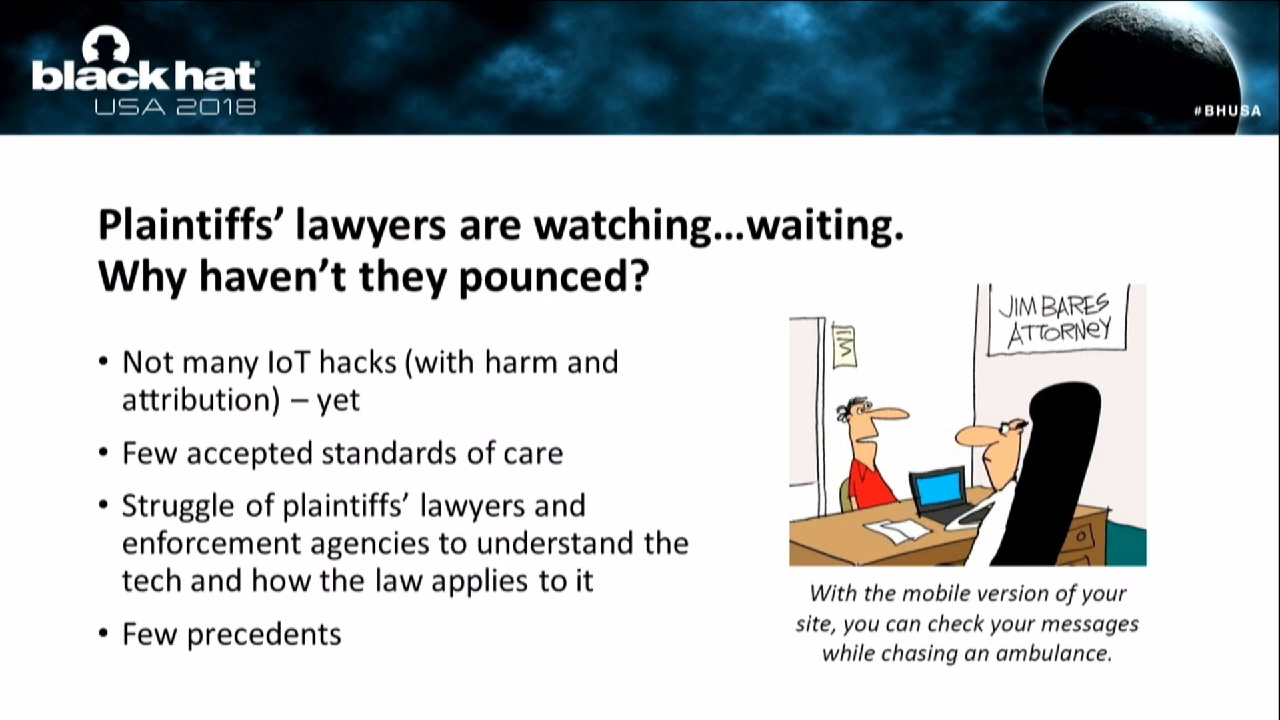 black hat
USA 2018
#BHUSA
Plaintiffs’ lawyers are watching...waiting.
Why haven’t they pounced?
• Not many IoT hacks (with harm and
attribution) – yet
• Few accepted standards of care
• Struggle of plaintiffs’ lawyers and
enforcement agencies to understand the
tech and how the law applies to it
• Few precedents
JIM BARES
ATTORNEY
With the mobile version of your
site, you can check your messages
while chasing an ambulance.